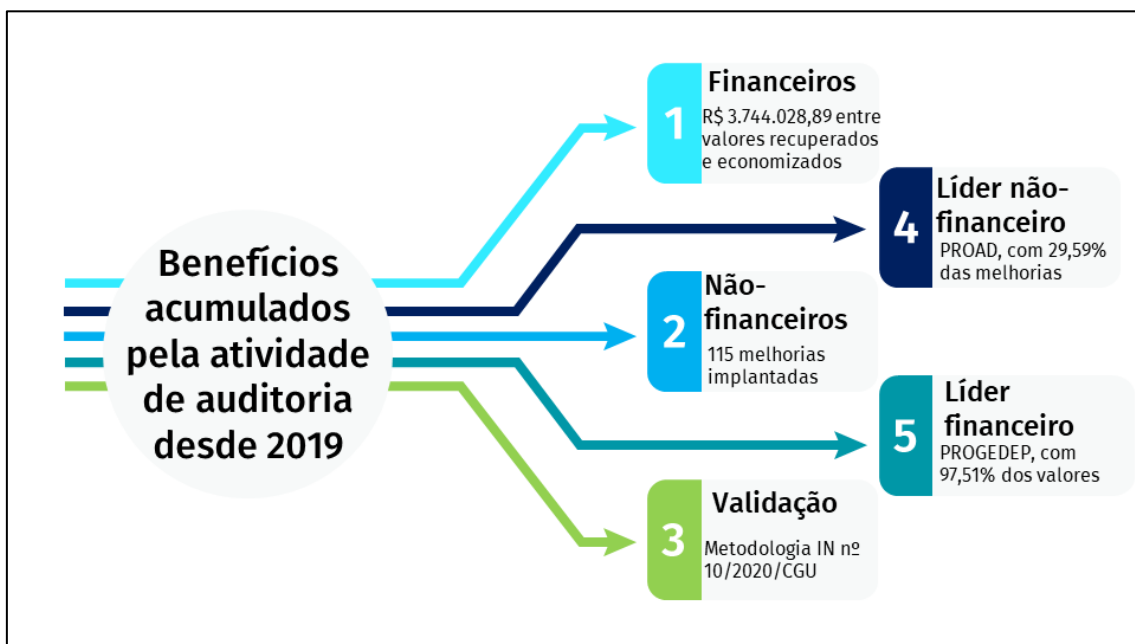 Benefícios
acumulados
pela atividade
de auditoria
desde 2019
1
Financeiros
R$ 3.744.028,89 entre
valores recuperados
e economizados
2
Não-
financeiros
115 melhorias
implantadas
3
Validação
Metodologia IN nº
10/2020/CGU
4
Líder não-
financeiro
PROAD, com 29,59%
das melhorias
5
Líder
financeiro
PROGEDEP, com
97,51% dos valores